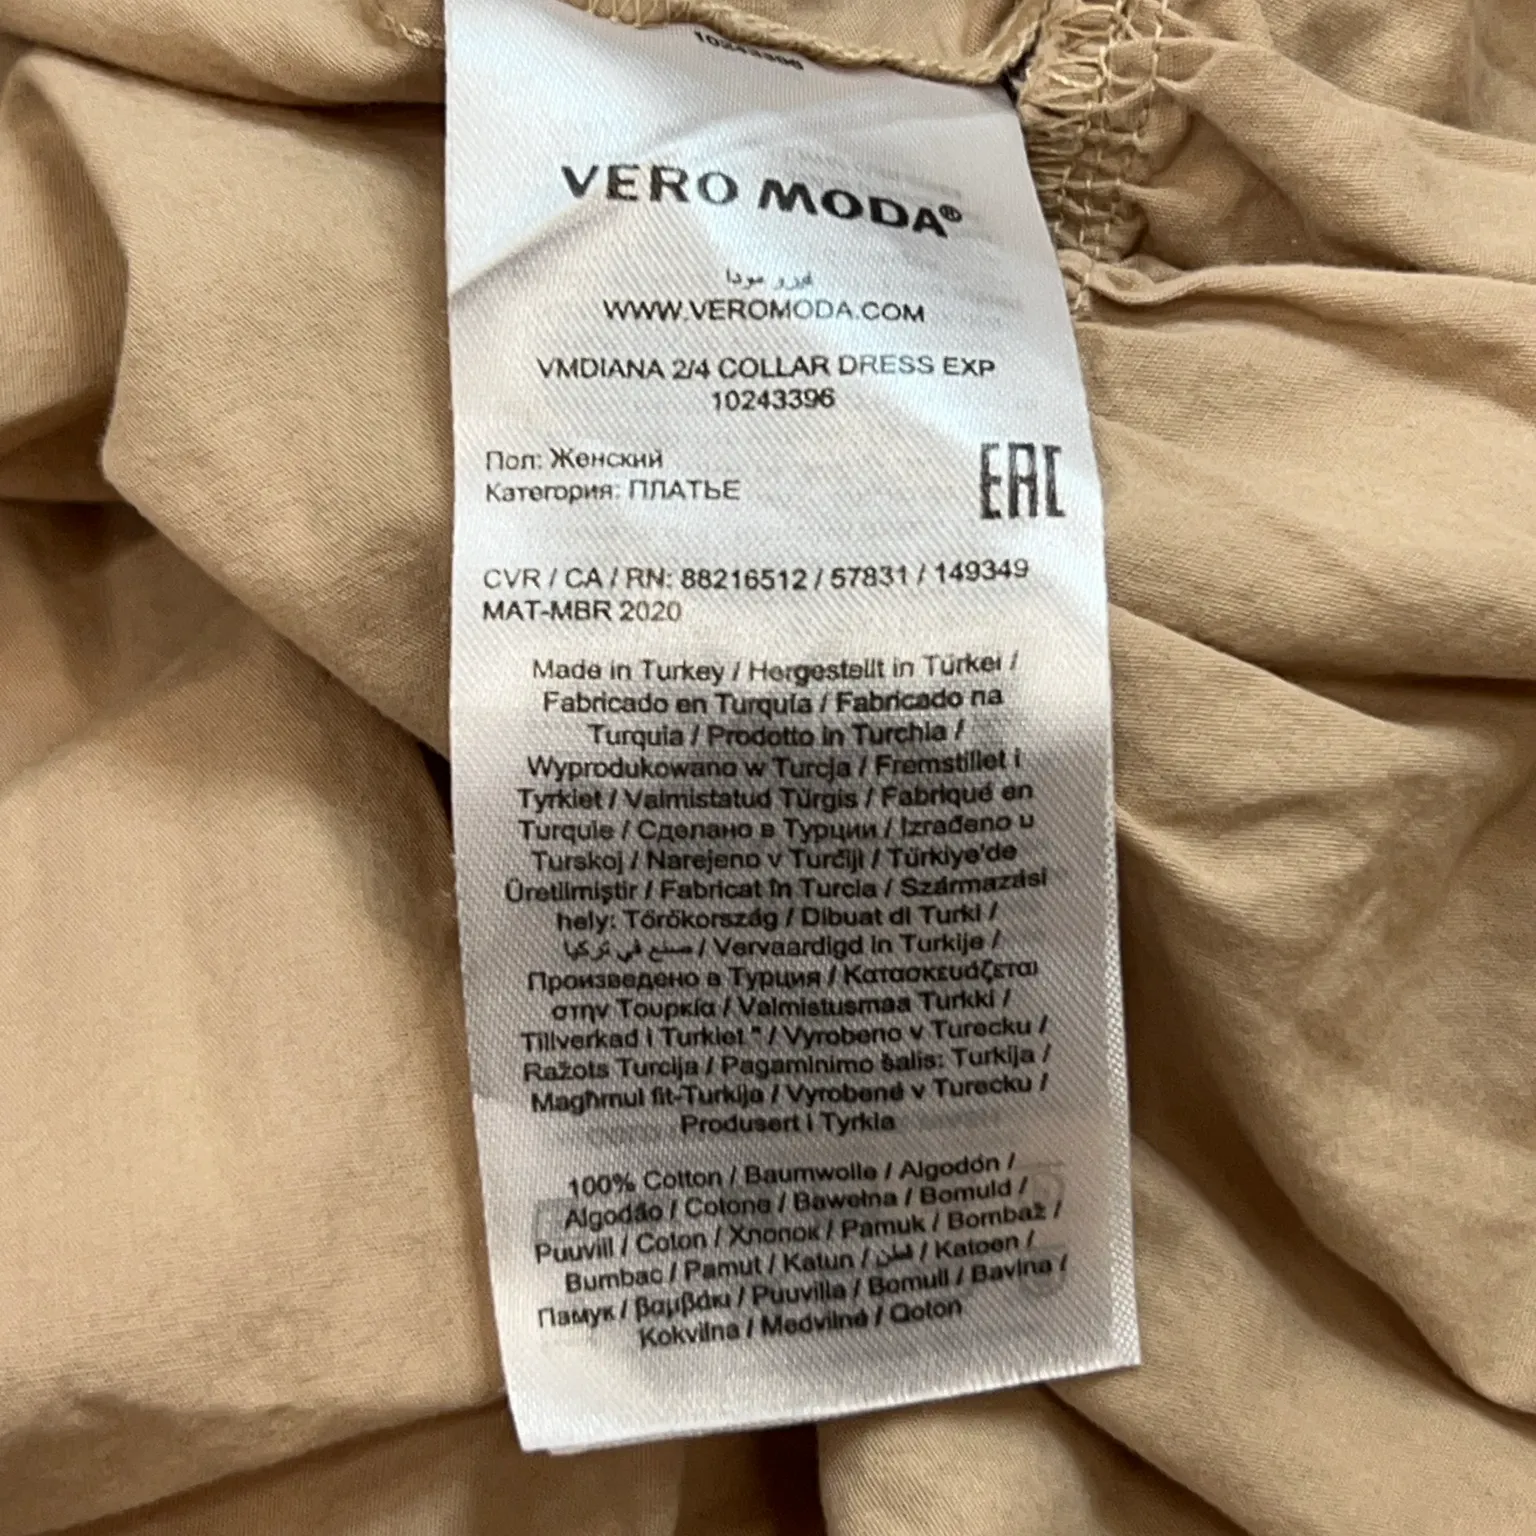 10243396
VERO MODA®
فيرو مودا
WWW.VEROMODA.COM
VMDIANA 2/4 COLLAR DRESS EXP
10243396
Пол: Женский
Категория: ПЛАТЬЕ
EAC
CVR / CA / RN: 88216512 / 57831 / 149349
MAT-MBR 2020
Made in Turkey / Hergestellt in Türkei /
Fabricado en Turquía / Fabricado na
Turquia / Prodotto in Turchia /
Wyprodukowano w Turcja / Fremstillet i
Tyrkiet / Valmistatud Türgis / Fabriqué en
Turquie / Сделано в Турции / Izrađeno u
Turskoj / Narejeno v Turčiji / Türkiye'de
Üretilmiştir / Fabricat în Turcia / Származási
hely: Törökország / Dibuat di Turki /
صنع في تركيا / Vervaardigd in Turkije /
Произведено в Турция / Κατασκευάζεται
στην Τουρκία / Valmistusmaa Turkki /
Tillverkad i Turkiet " / Vyrobeno v Turecku /
Ražots Turcija / Pagaminimo šalis: Turkija /
Magħmul fit-Turkija / Vyrobené v Turecku /
Produsert i Tyrkia
100% Cotton / Baumwolle / Algodón /
Algodão / Cotone / Bawełna / Bomuld /
Puuvill / Coton / Хлопок / Pamuk / Bombaž /
Bumbac / Pamut / Katun / قطن / Katoen /
Памук / βαμβάκι / Puuvilla / Bomull / Bavlna /
Kokvilna / Medvilnė / Qoton